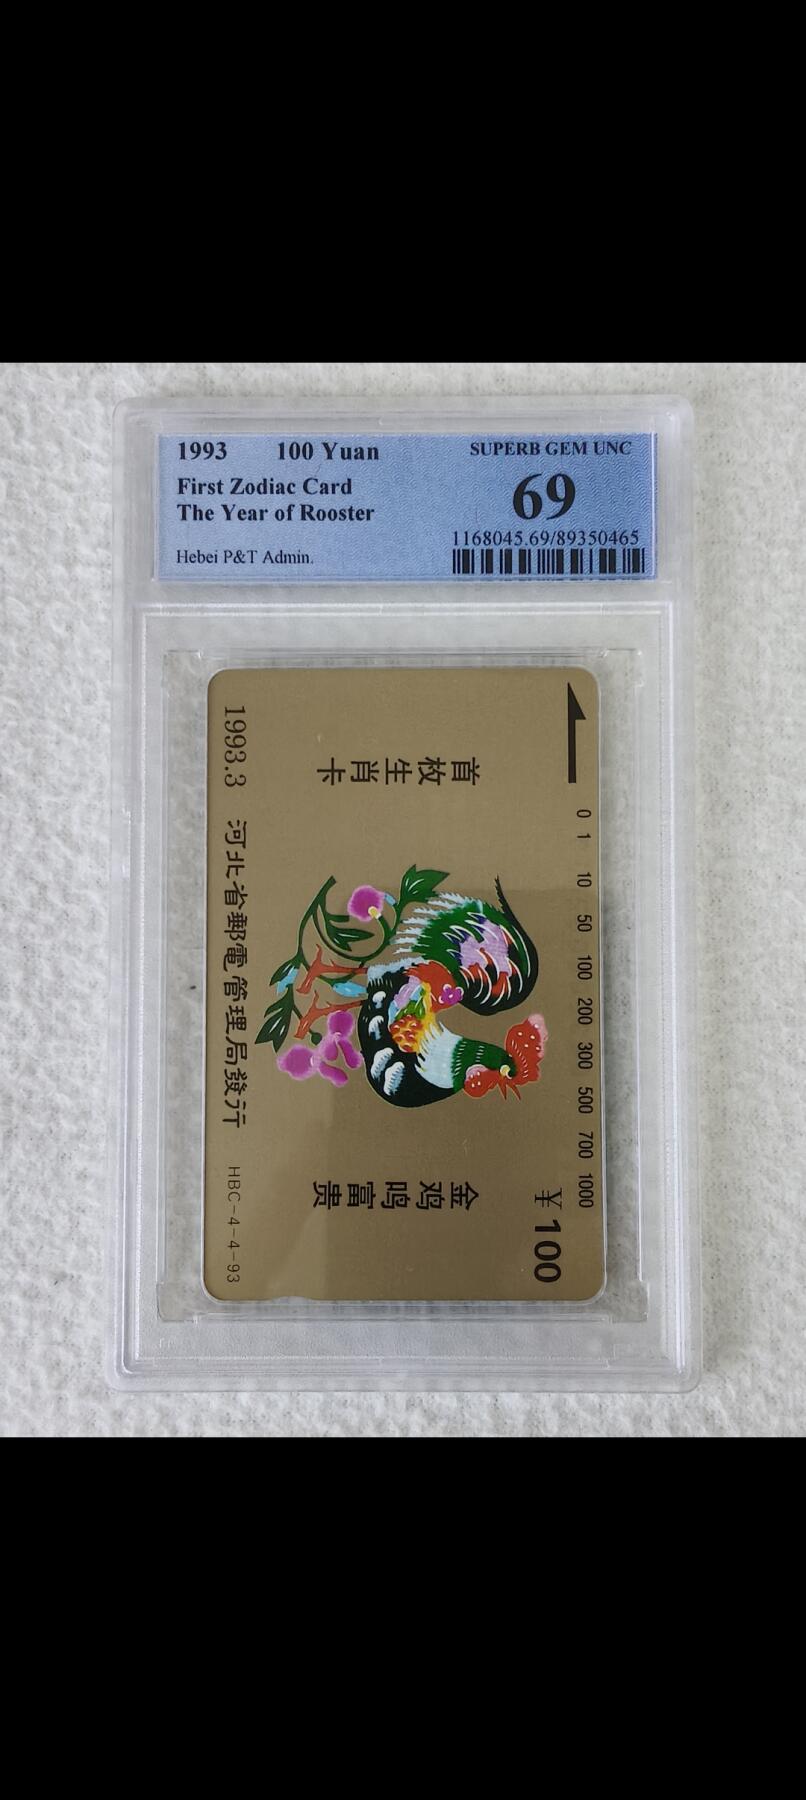 1993 100 Yuan
First Zodiac Card
The Year of Rooster
Hebei P&T Admin.
SUPERB GEM UNC
69
1168045.69/89350465
0 1 10 50 100 200 300 500 700 1000
¥100
首枚生肖卡
金鸡鸣富贵
1993.3 河北省郵電管理局發行
HBC-4-4-93